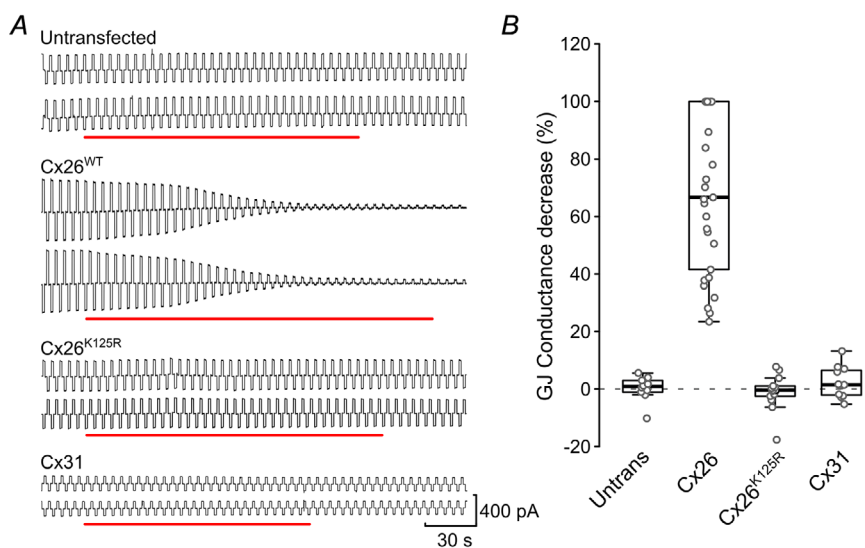 A
Untransfected
Cx26WT
Cx26K125R
Cx31
400 pA
30 s
B
GJ Conductance decrease (%)
120
100
80
60
40
20
0
-20
Untrans
Cx26
Cx26K125R
Cx31